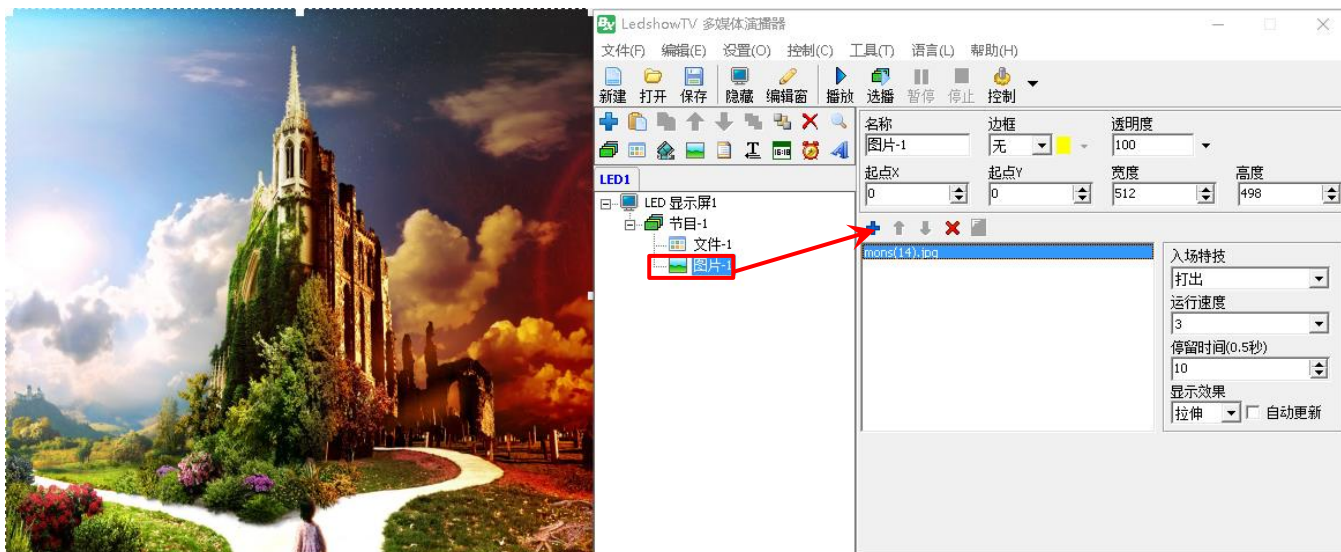 LedshowTV 多媒体演播器
文件(F) 编辑(E) 设置(O) 控制(C) 工具(T) 语言(L) 帮助(H)
新建 打开 保存 隐藏 编辑窗 播放 选播 暂停 停止 控制
名称 边框 透明度
图片-1 无 100
起点X 起点Y 宽度 高度
0 0 512 498
LED1
LED 显示屏1
节目-1
文件-1
图片-1
mons(14).jpg
入场特技
打出
运行速度
3
停留时间(0.5秒)
10
显示效果
拉伸 自动更新